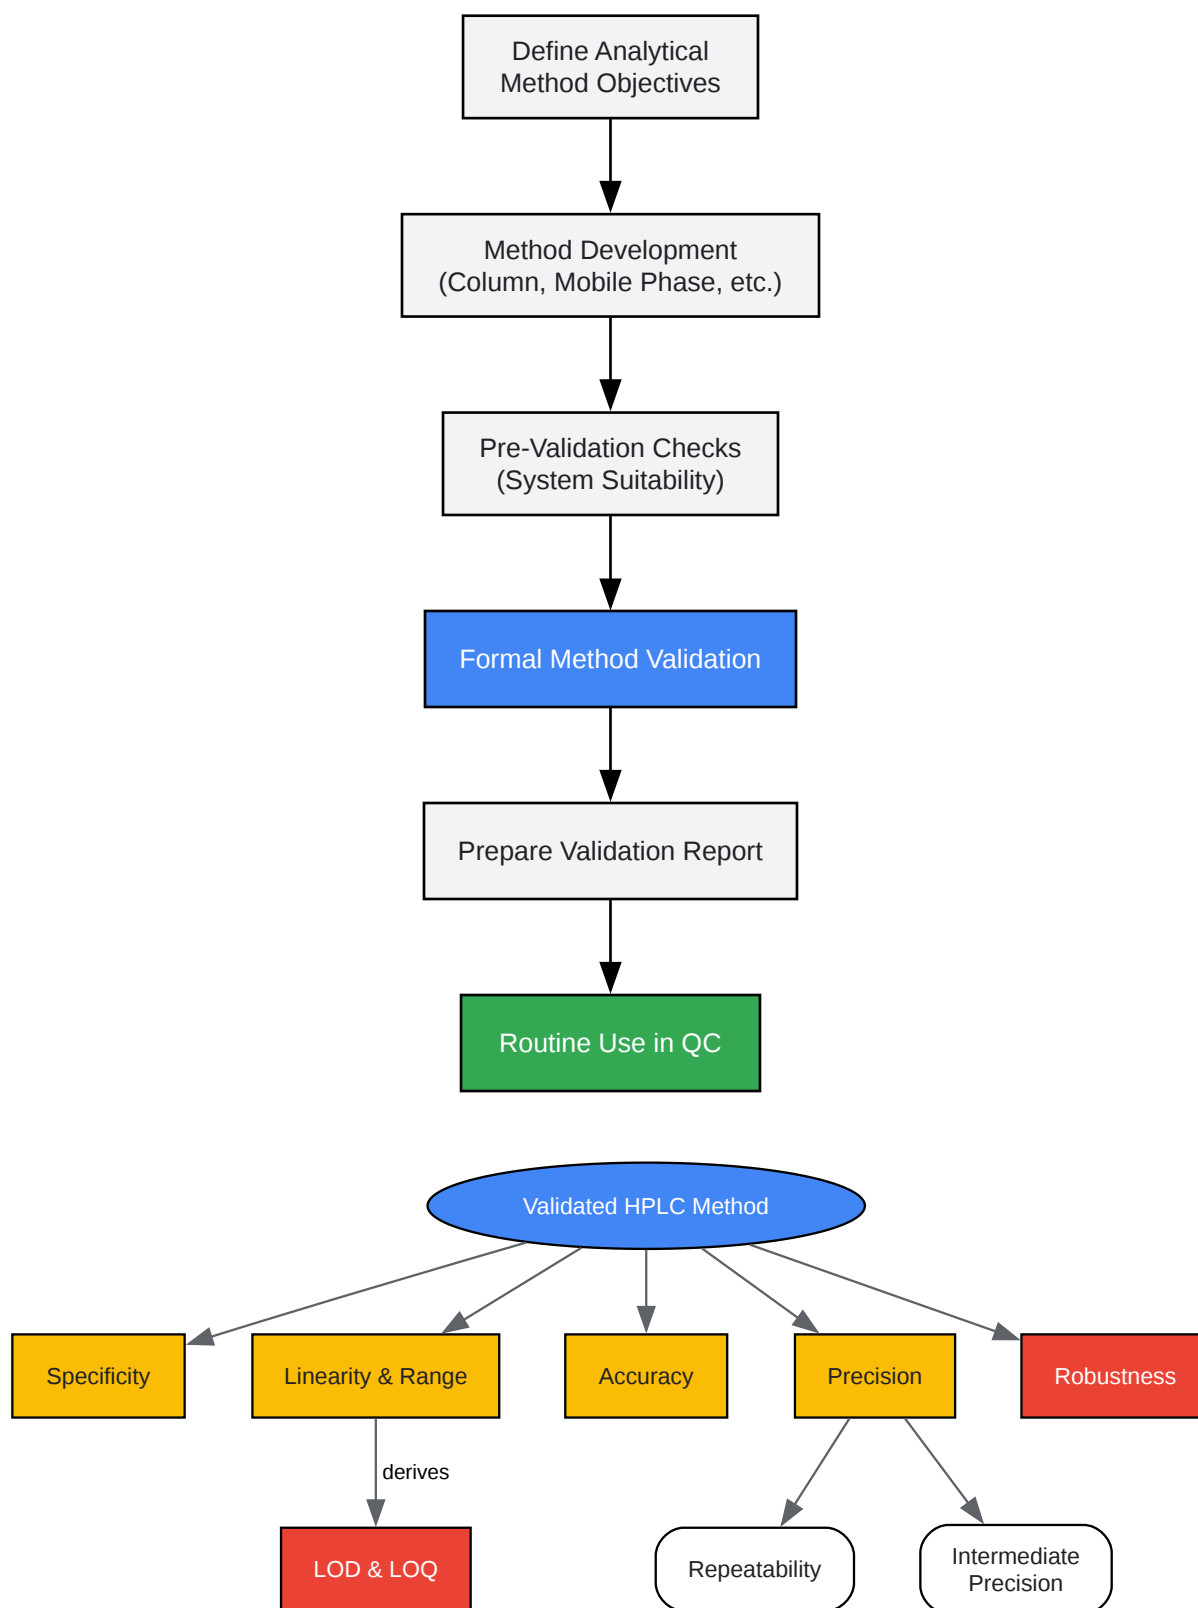 Define Analytical
Method Objectives
Method Development
(Column, Mobile Phase, etc.)
Pre-Validation Checks
(System Suitability)
Formal Method Validation
Prepare Validation Report
Routine Use in QC
Validated HPLC Method
Specificity
Linearity & Range
Accuracy
Precision
Robustness
derives
LOD & LOQ
Repeatability
Intermediate
Precision